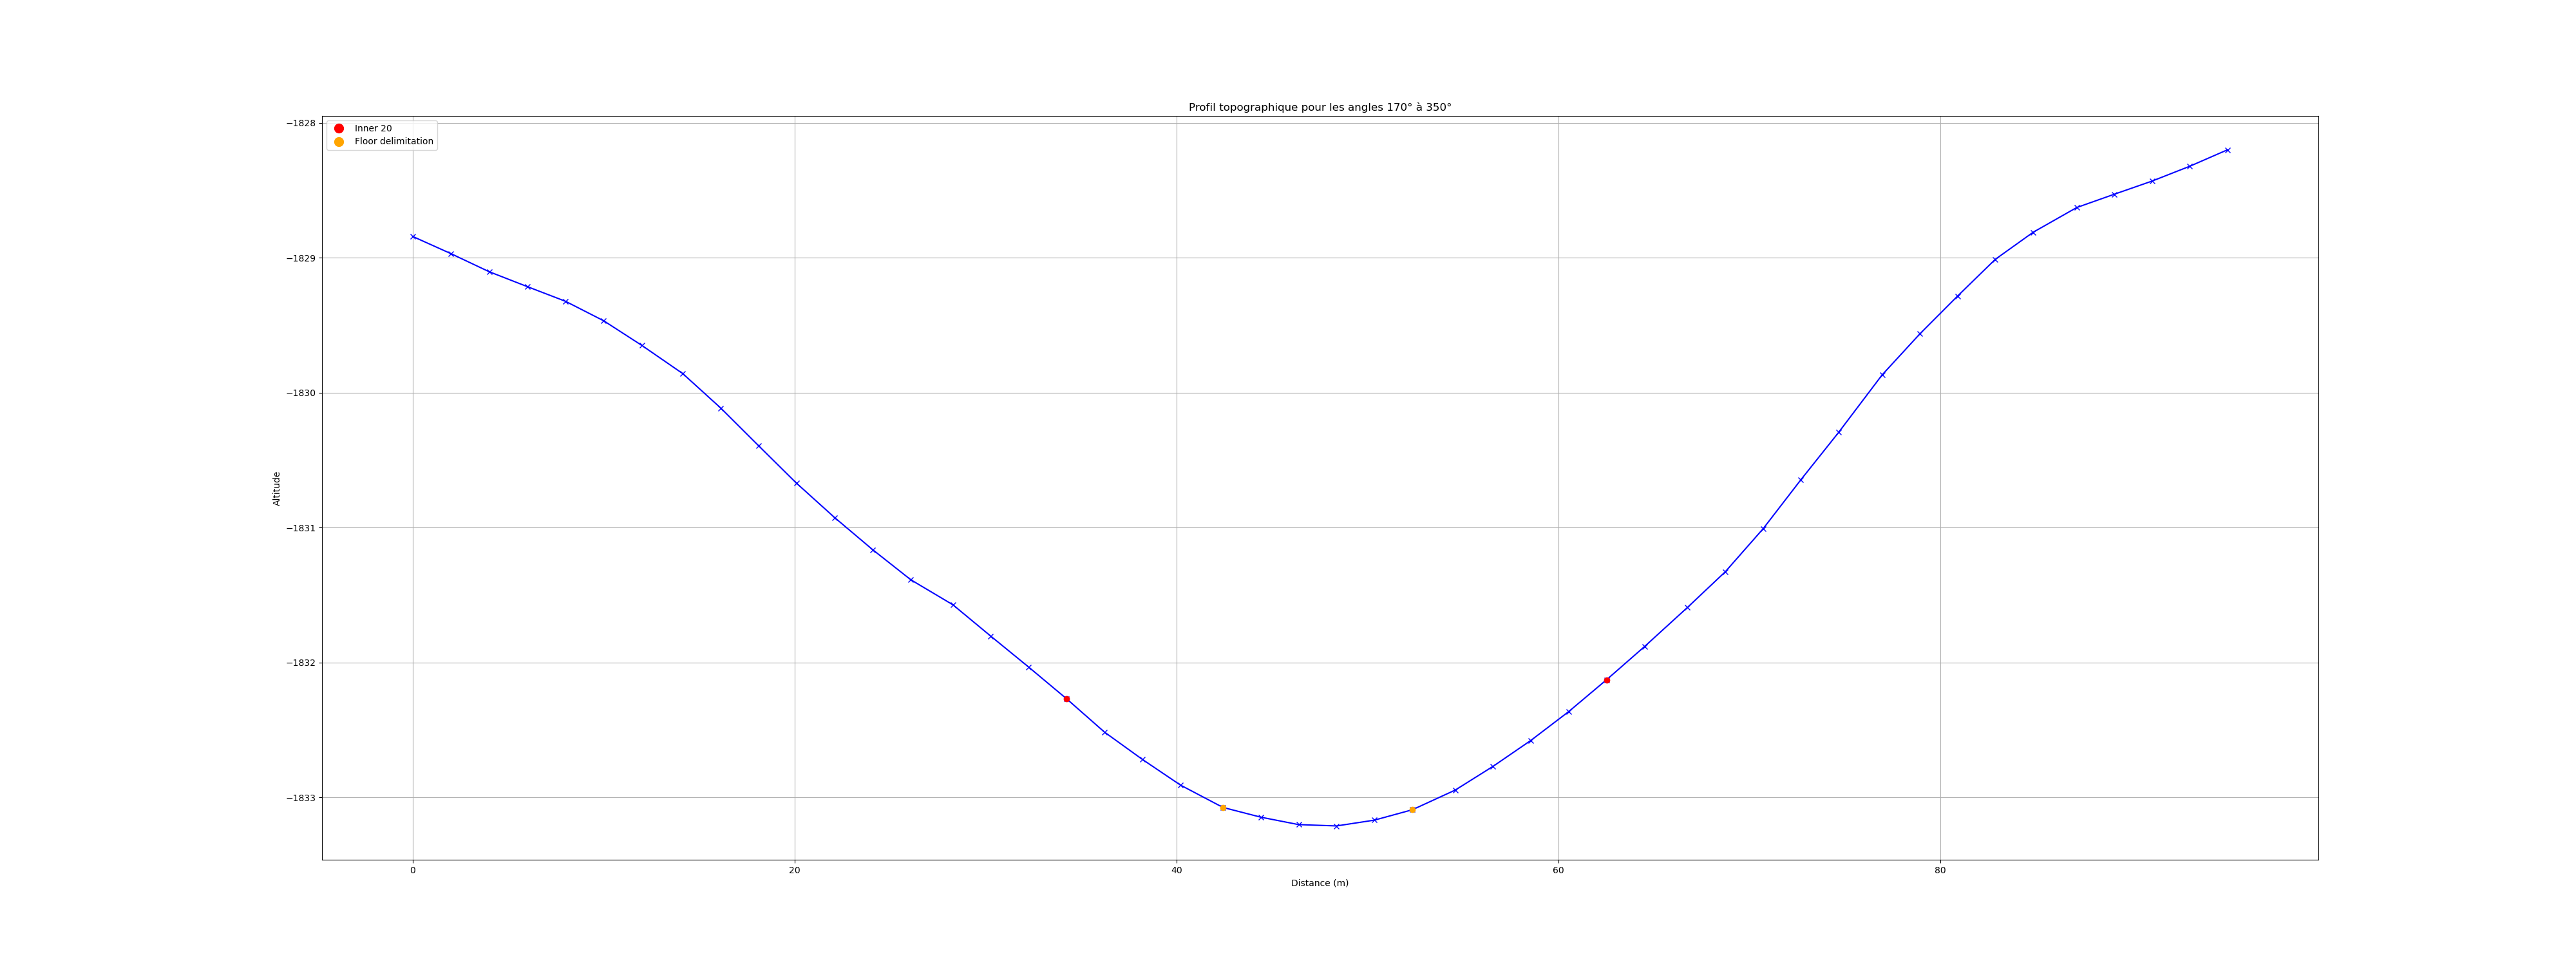 Profil topographique pour les angles 170° à 350°
Inner 20
Floor delimitation
−1828
−1829
−1830
−1831
−1832
−1833
Altitude
0 20 40 60 80
Distance (m)